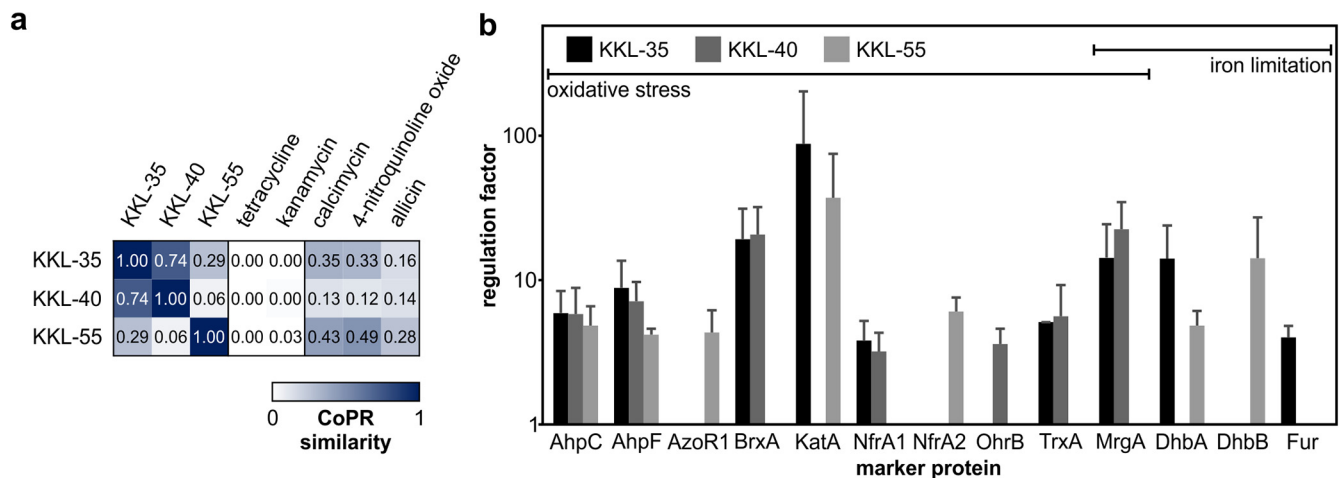 a
KKL-35
KKL-40
KKL-55
tetracycline
kanamycin
calcimycin
4-nitroquinoline oxide
allicin
KKL-35 1.00 0.74 0.29 0.00 0.00 0.35 0.33 0.16
KKL-40 0.74 1.00 0.06 0.00 0.00 0.13 0.12 0.14
KKL-55 0.29 0.06 1.00 0.00 0.03 0.43 0.49 0.28
0 CoPR 1
similarity
b
KKL-35 KKL-40 KKL-55
iron limitation
oxidative stress
regulation factor
100
10
1
AhpC AhpF AzoR1 BrxA KatA NfrA1 NfrA2 OhrB TrxA MrgA DhbA DhbB Fur
marker protein